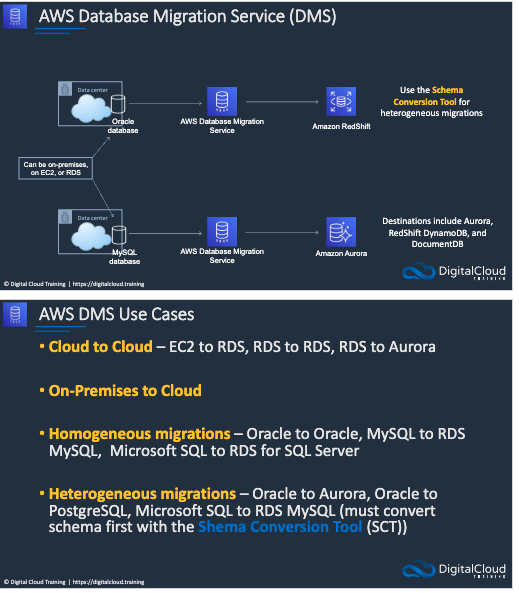 AWS Database Migration Service (DMS)
Data center
Oracle
database
AWS Database Migration
Service
Amazon RedShift
Use the Schema
Conversion Tool for
heterogeneous migrations
Can be on-premises,
on EC2, or RDS
Data center
MySQL
database
AWS Database Migration
Service
Amazon Aurora
Destinations include Aurora,
RedShift DynamoDB, and
DocumentDB
© Digital Cloud Training | https://digitalcloud.training
DigitalCloud
TRAINING
AWS DMS Use Cases
• Cloud to Cloud – EC2 to RDS, RDS to RDS, RDS to Aurora
• On-Premises to Cloud
• Homogeneous migrations – Oracle to Oracle, MySQL to RDS
MySQL, Microsoft SQL to RDS for SQL Server
• Heterogeneous migrations – Oracle to Aurora, Oracle to
PostgreSQL, Microsoft SQL to RDS MySQL (must convert
schema first with the Shema Conversion Tool (SCT))
© Digital Cloud Training | https://digitalcloud.training
DigitalCloud
TRAINING